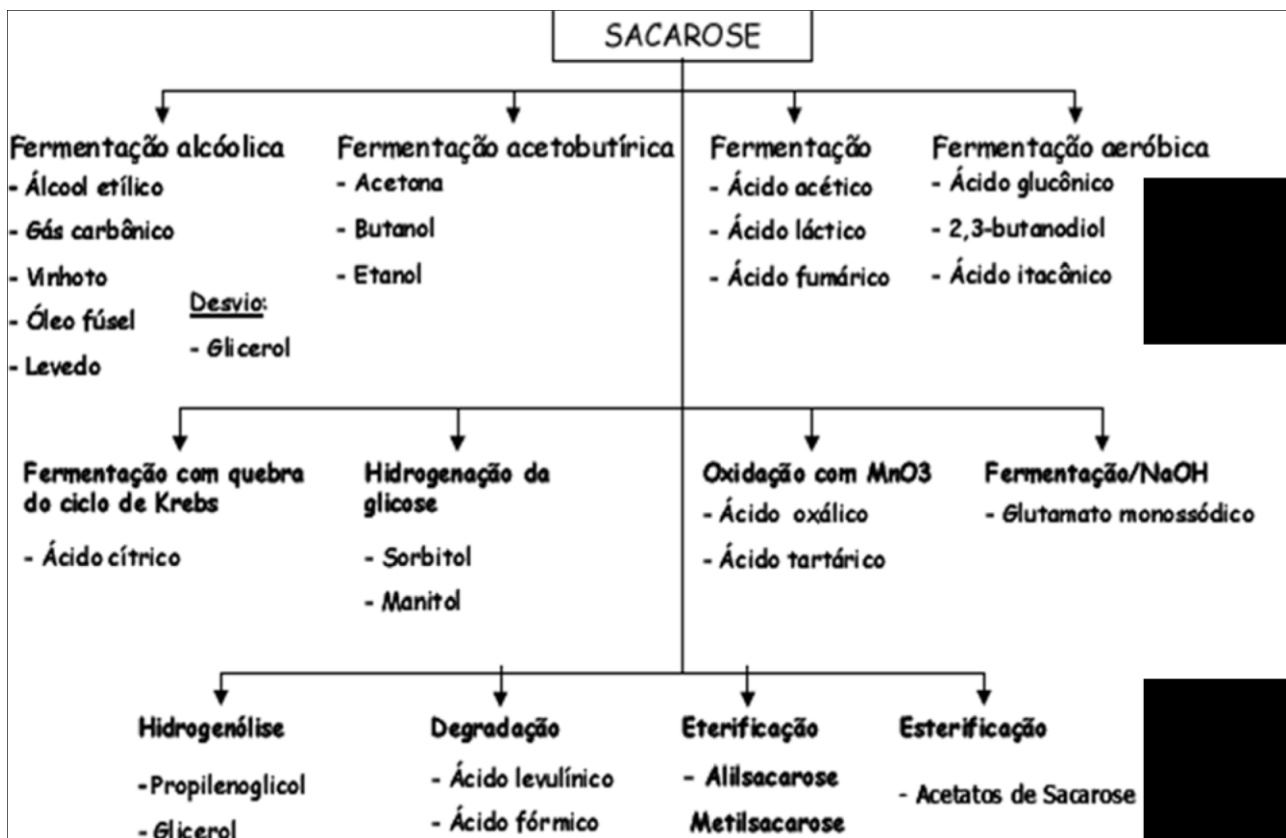 SACAROSE
Fermentação alcóolica
- Álcool etílico
- Gás carbônico
- Vinhoto
- Óleo fúsel
- Levedo
Desvio:
- Glicerol
Fermentação acetobutírica
- Acetona
- Butanol
- Etanol
Fermentação
- Ácido acético
- Ácido láctico
- Ácido fumárico
Fermentação aeróbica
- Ácido glucônico
- 2,3-butanodiol
- Ácido itacônico
Fermentação com quebra
do ciclo de Krebs
- Ácido cítrico
Hidrogenação da
glicose
- Sorbitol
- Manitol
Oxidação com MnO3
- Ácido oxálico
- Ácido tartárico
Fermentação/NaOH
- Glutamato monossódico
Hidrogenólise
-Propilenoglicol
- Glicerol
Degradação
- Ácido levulínico
- Ácido fórmico
Eterificação
- Alilsacarose
Metilsacarose
Esterificação
- Acetatos de Sacarose